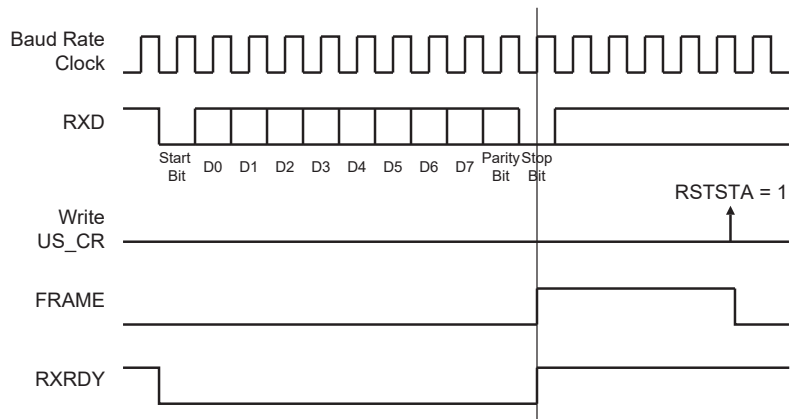 Baud Rate
Clock
RXD
Start
Bit
D0 D1 D2 D3 D4 D5 D6 D7
Parity
Bit
Stop
Bit
RSTSTA = 1
Write
US_CR
FRAME
RXRDY